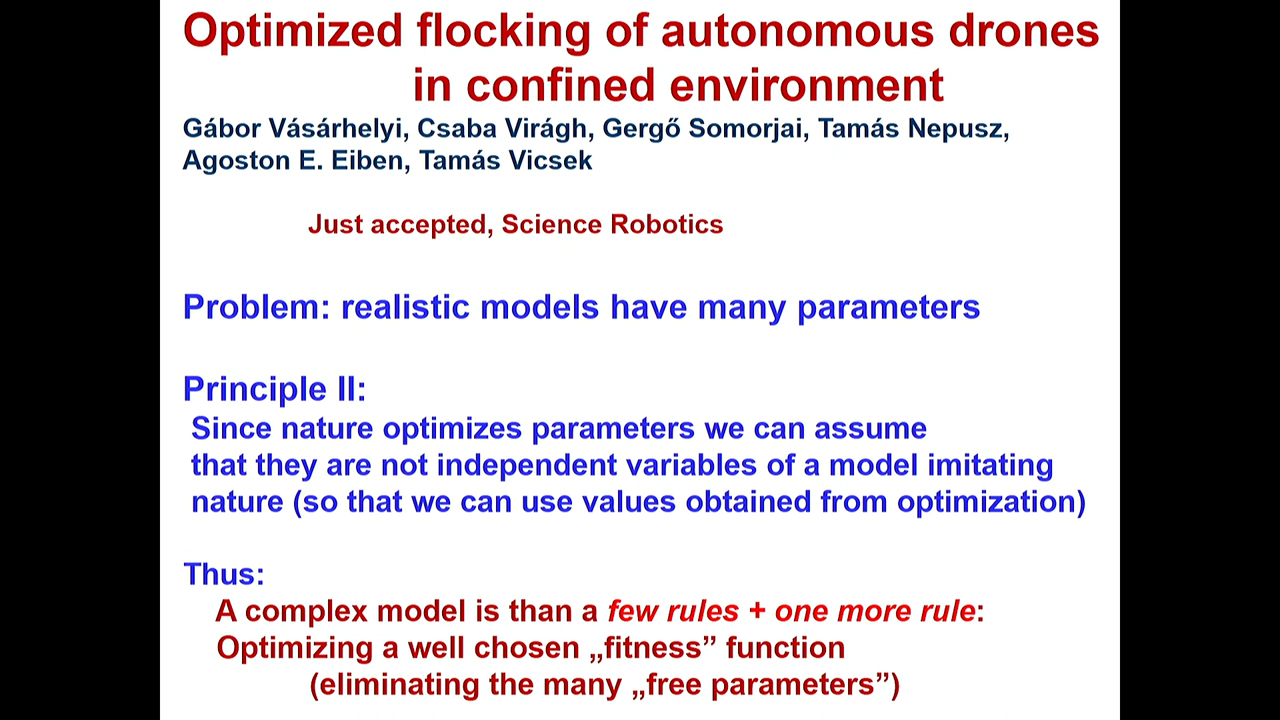 Optimized flocking of autonomous drones
in confined environment
Gábor Vásárhelyi, Csaba Virágh, Gergő Somorjai, Tamás Nepusz,
Agoston E. Eiben, Tamás Vicsek
Just accepted, Science Robotics
Problem: realistic models have many parameters
Principle II:
Since nature optimizes parameters we can assume
that they are not independent variables of a model imitating
nature (so that we can use values obtained from optimization)
Thus:
A complex model is than a few rules + one more rule:
Optimizing a well chosen „fitness” function
(eliminating the many „free parameters”)